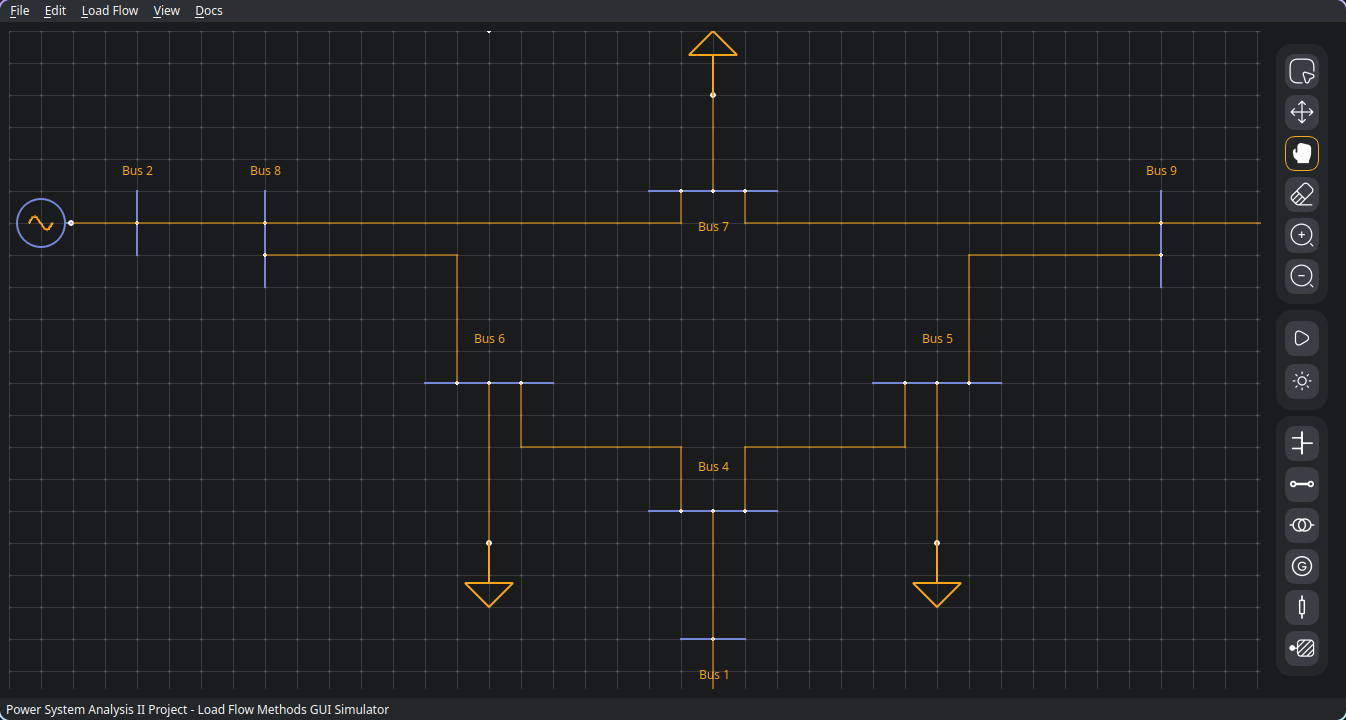 File Edit Load Flow View Docs
Bus 2
Bus 8
Bus 9
Bus 7
Bus 6
Bus 5
Bus 4
G
Bus 1
Power System Analysis II Project - Load Flow Methods GUI Simulator